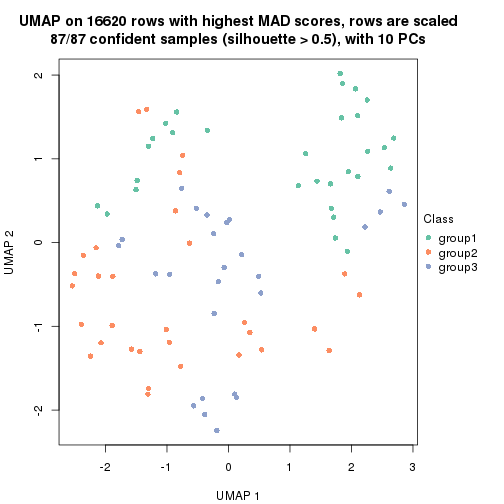 UMAP on 16620 rows with highest MAD scores, rows are scaled
87/87 confident samples (silhouette > 0.5), with 10 PCs
2
1
0
-1
-2
UMAP 2
-2
-1
0
1
2
3
UMAP 1
Class
group1
group2
group3